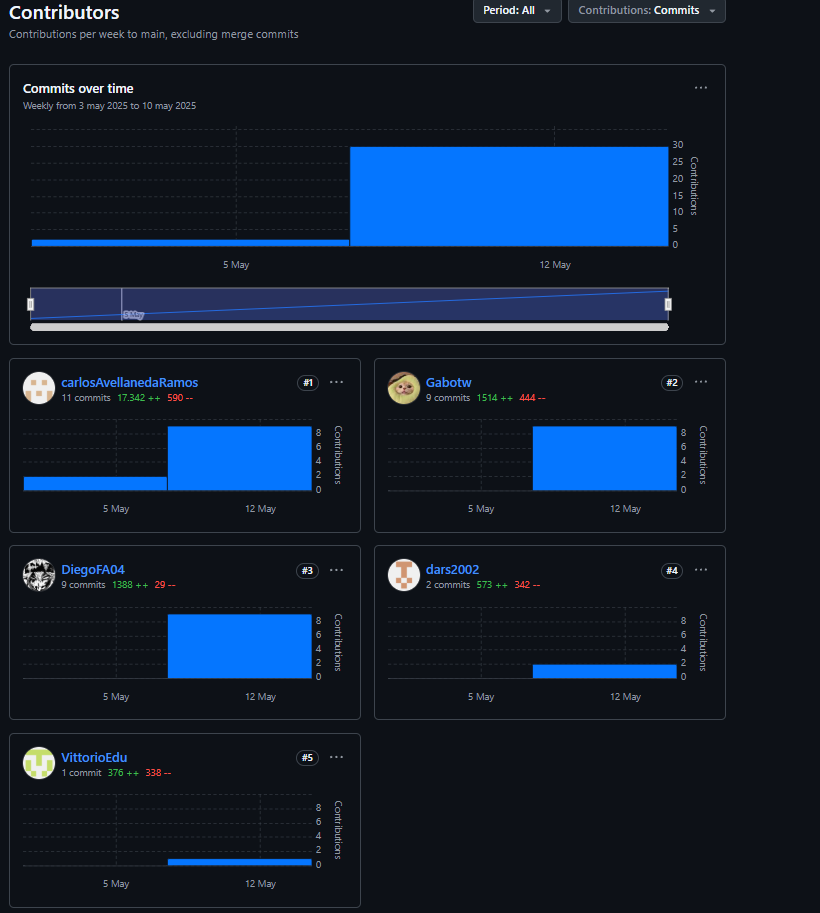 Contributors
Period: All
Contributions: Commits
Contributions per week to main, excluding merge commits
Commits over time
Weekly from 3 may 2025 to 10 may 2025
30
25
20
15
10
5
0
Contributions
5 May
12 May
5 May
carlosAvellanedaRamos
#1
11 commits 17.342 ++ 590 --
8
6
4
2
0
Contributions
5 May
12 May
Gabotw
#2
9 commits 1514 ++ 444 --
8
6
4
2
0
Contributions
5 May
12 May
DiegoFA04
#3
9 commits 1388 ++ 29 --
8
6
4
2
0
Contributions
5 May
12 May
dars2002
#4
2 commits 573 ++ 342 --
8
6
4
2
0
Contributions
5 May
12 May
VittorioEdu
#5
1 commit 376 ++ 338 --
8
6
4
2
0
Contributions
5 May
12 May